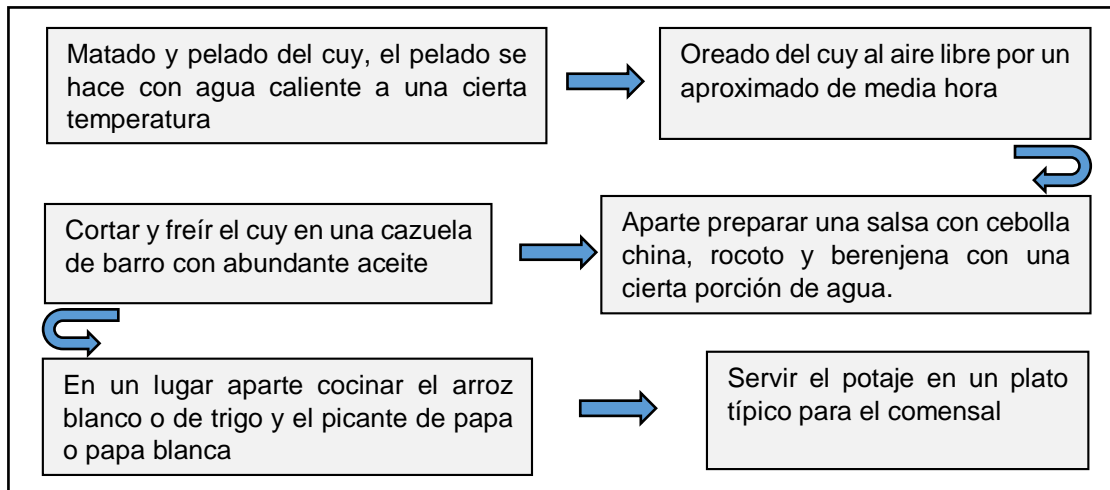 Matado y pelado del cuy, el pelado se
hace con agua caliente a una cierta
temperatura
Oreado del cuy al aire libre por un
aproximado de media hora
Cortar y freír el cuy en una cazuela
de barro con abundante aceite
Aparte preparar una salsa con cebolla
china, rocoto y berenjena con una
cierta porción de agua.
En un lugar aparte cocinar el arroz
blanco o de trigo y el picante de papa
o papa blanca
Servir el potaje en un plato
típico para el comensal